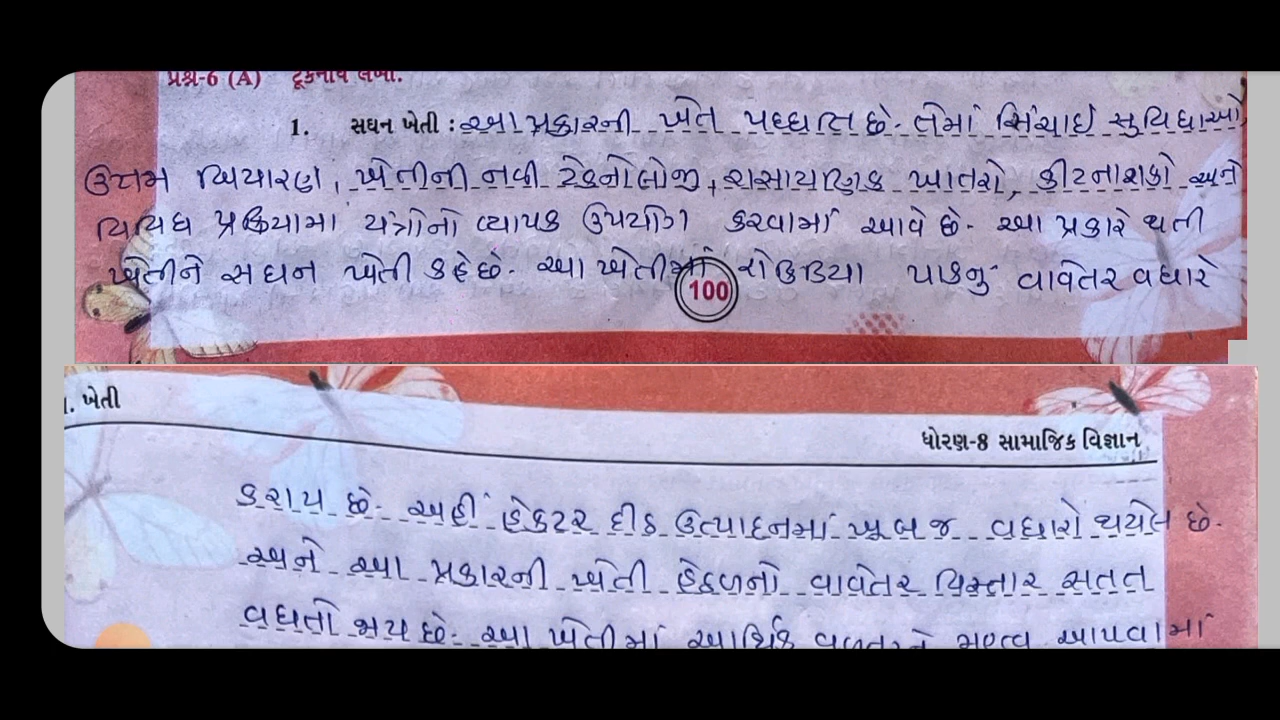 પ્રશ્ન-6 (A) ટૂંકનોંધ લખો.
1. સઘન ખેતી : આ પ્રકારની ખેત પધ્ધતિ છે. તેમાં સિંચાઈ સુવિધાઓ,
ઉત્તમ બિયારણ, ખેતીની નવી ટેકનોલોજી, રાસાયણિક ખાતરો, કીટનાશકો અને
વિવિધ પ્રક્રિયામાં યંત્રોનો વ્યાપક ઉપયોગ કરવામાં આવે છે. આ પ્રકારે થતી
ખેતીને સઘન ખેતી કહે છે. આ ખેતીમાં રોકડિયા પાકનું વાવેતર વધારે
100
. ખેતી
ધોરણ-8 સામાજિક વિજ્ઞાન
કરાય છે. અહીં હેકટર દીઠ ઉત્પાદનમાં ખૂબ જ વધારો થયેલ છે.
અને આ પ્રકારની ખેતી હેઠળનો વાવેતર વિસ્તાર સતત
વધતો જાય છે. આ ખેતીમાં આર્થિક વળતરને મહત્વ આપવામાં